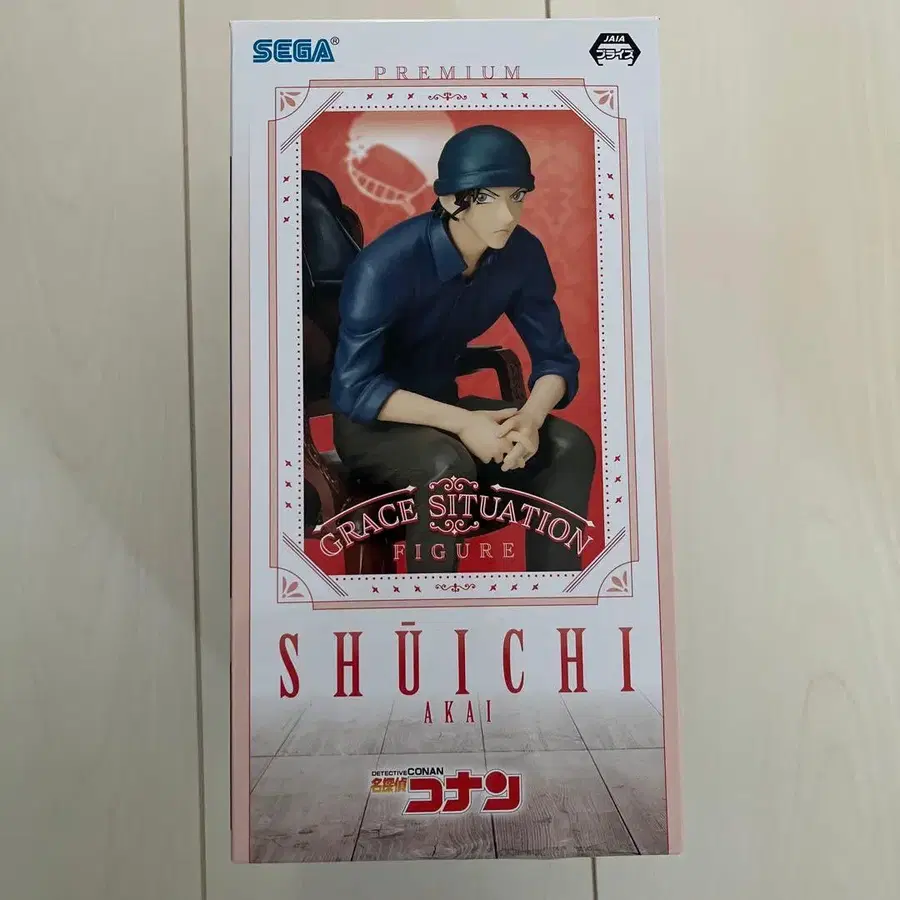 SEGA®
JAIA
プライズ
PREMIUM
GRACE SITUATION
FIGURE
SHŪICHI
AKAI
DETECTIVE CONAN
名探偵
コナン